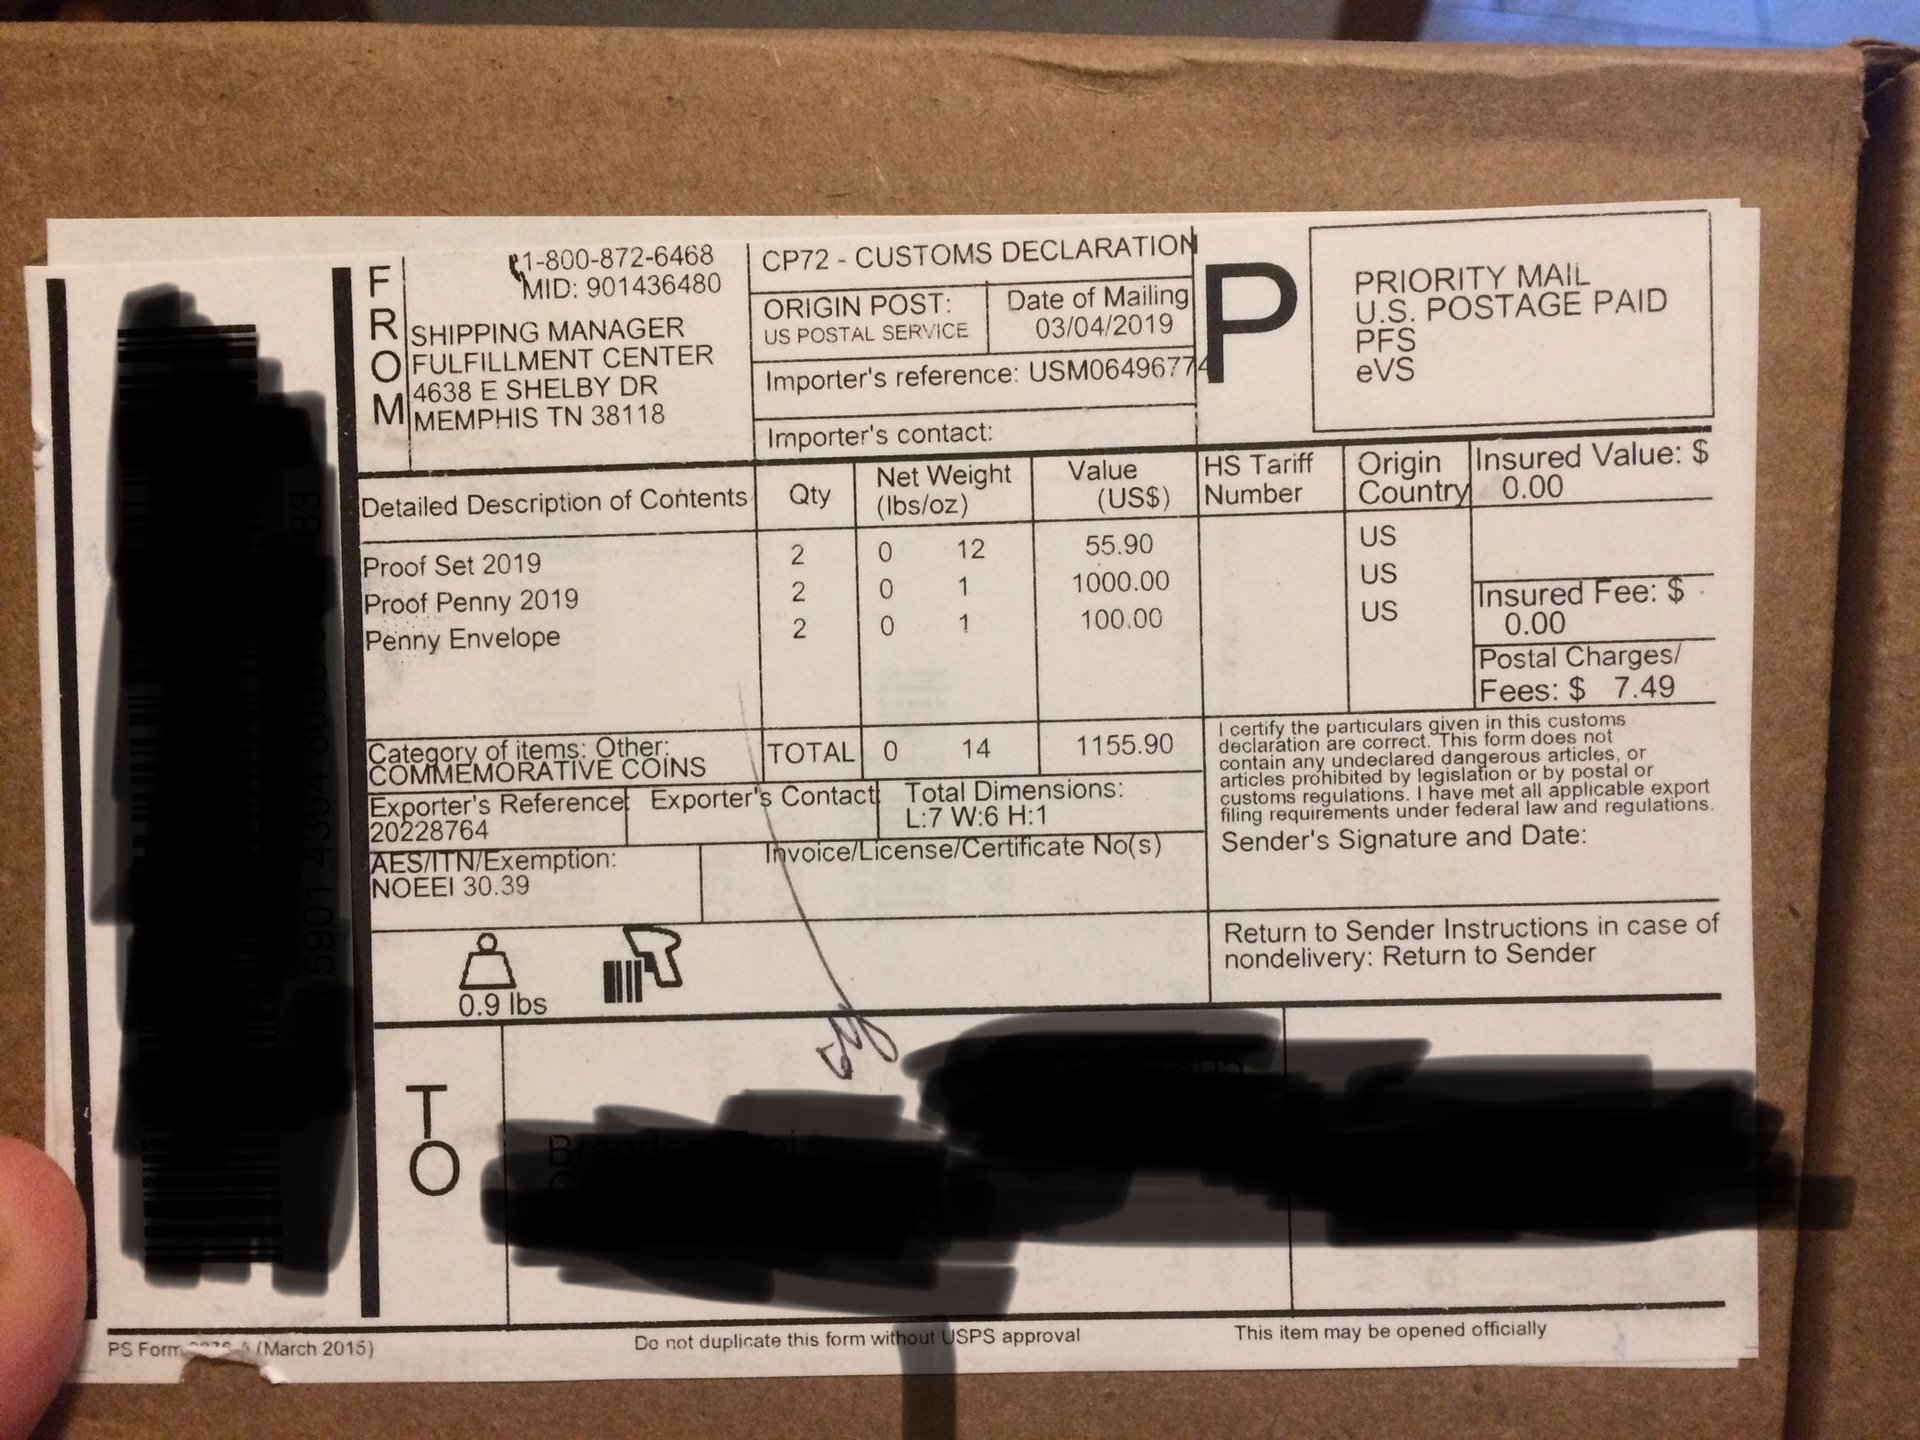 FROM
1-800-872-6468
MID: 901436480
SHIPPING MANAGER
FULFILLMENT CENTER
4638 E SHELBY DR
MEMPHIS TN 38118
CP72 - CUSTOMS DECLARATION
ORIGIN POST:
US POSTAL SERVICE
Date of Mailing
03/04/2019
Importer's reference: USM06496774
Importer's contact:
P
PRIORITY MAIL
U.S. POSTAGE PAID
PFS
eVS
Detailed Description of Contents Qty Net Weight (lbs/oz) Value (US$) HS Tariff Number Origin Country
Proof Set 2019 2 0 12 55.90 US
Proof Penny 2019 2 0 1 1000.00 US
Penny Envelope 2 0 1 100.00 US
Insured Value: $
0.00
Insured Fee: $
0.00
Postal Charges/
Fees: $ 7.49
Category of items: Other:
COMMEMORATIVE COINS
TOTAL 0 14 1155.90
Exporter's Reference:
20228764
Exporter's Contact
Total Dimensions:
L:7 W:6 H:1
AES/ITN/Exemption:
NOEEI 30.39
Invoice/License/Certificate No(s)
I certify the particulars given in this customs
declaration are correct. This form does not
contain any undeclared dangerous articles, or
articles prohibited by legislation or by postal or
customs regulations. I have met all applicable export
filing requirements under federal law and regulations.
Sender's Signature and Date:
Return to Sender Instructions in case of
nondelivery: Return to Sender
0.9 lbs
TO
PS Form (March 2015)
Do not duplicate this form without USPS approval
This item may be opened officially